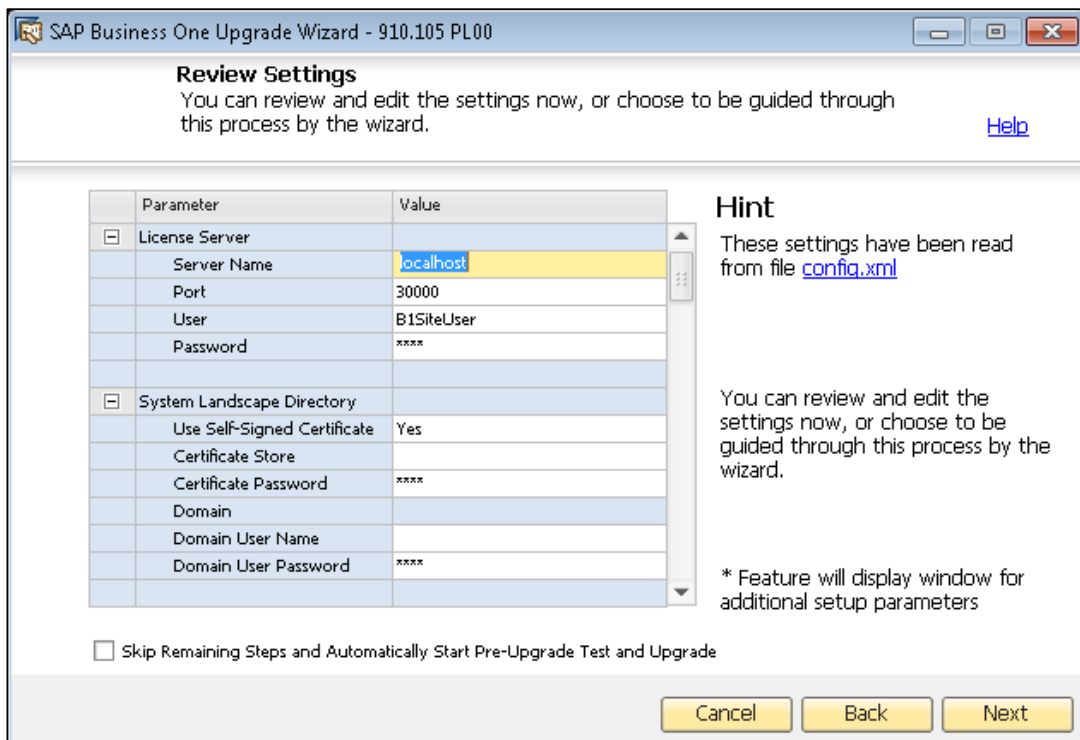 SAP Business One Upgrade Wizard - 910.105 PL00
Review Settings
You can review and edit the settings now, or choose to be guided through
this process by the wizard.
Help
Parameter Value
License Server
Server Name localhost
Port 30000
User B1SiteUser
Password ****
System Landscape Directory
Use Self-Signed Certificate Yes
Certificate Store
Certificate Password ****
Domain
Domain User Name
Domain User Password ****
Hint
These settings have been read
from file config.xml
You can review and edit the
settings now, or choose to be
guided through this process by the
wizard.
* Feature will display window for
additional setup parameters
Skip Remaining Steps and Automatically Start Pre-Upgrade Test and Upgrade
Cancel Back Next